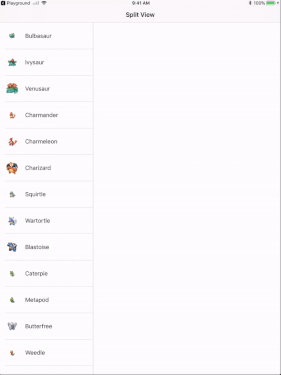 Playground
9:41 AM
100%
Split View
Bulbasaur
Ivysaur
Venusaur
Charmander
Charmeleon
Charizard
Squirtle
Wartortle
Blastoise
Caterpie
Metapod
Butterfree
Weedle